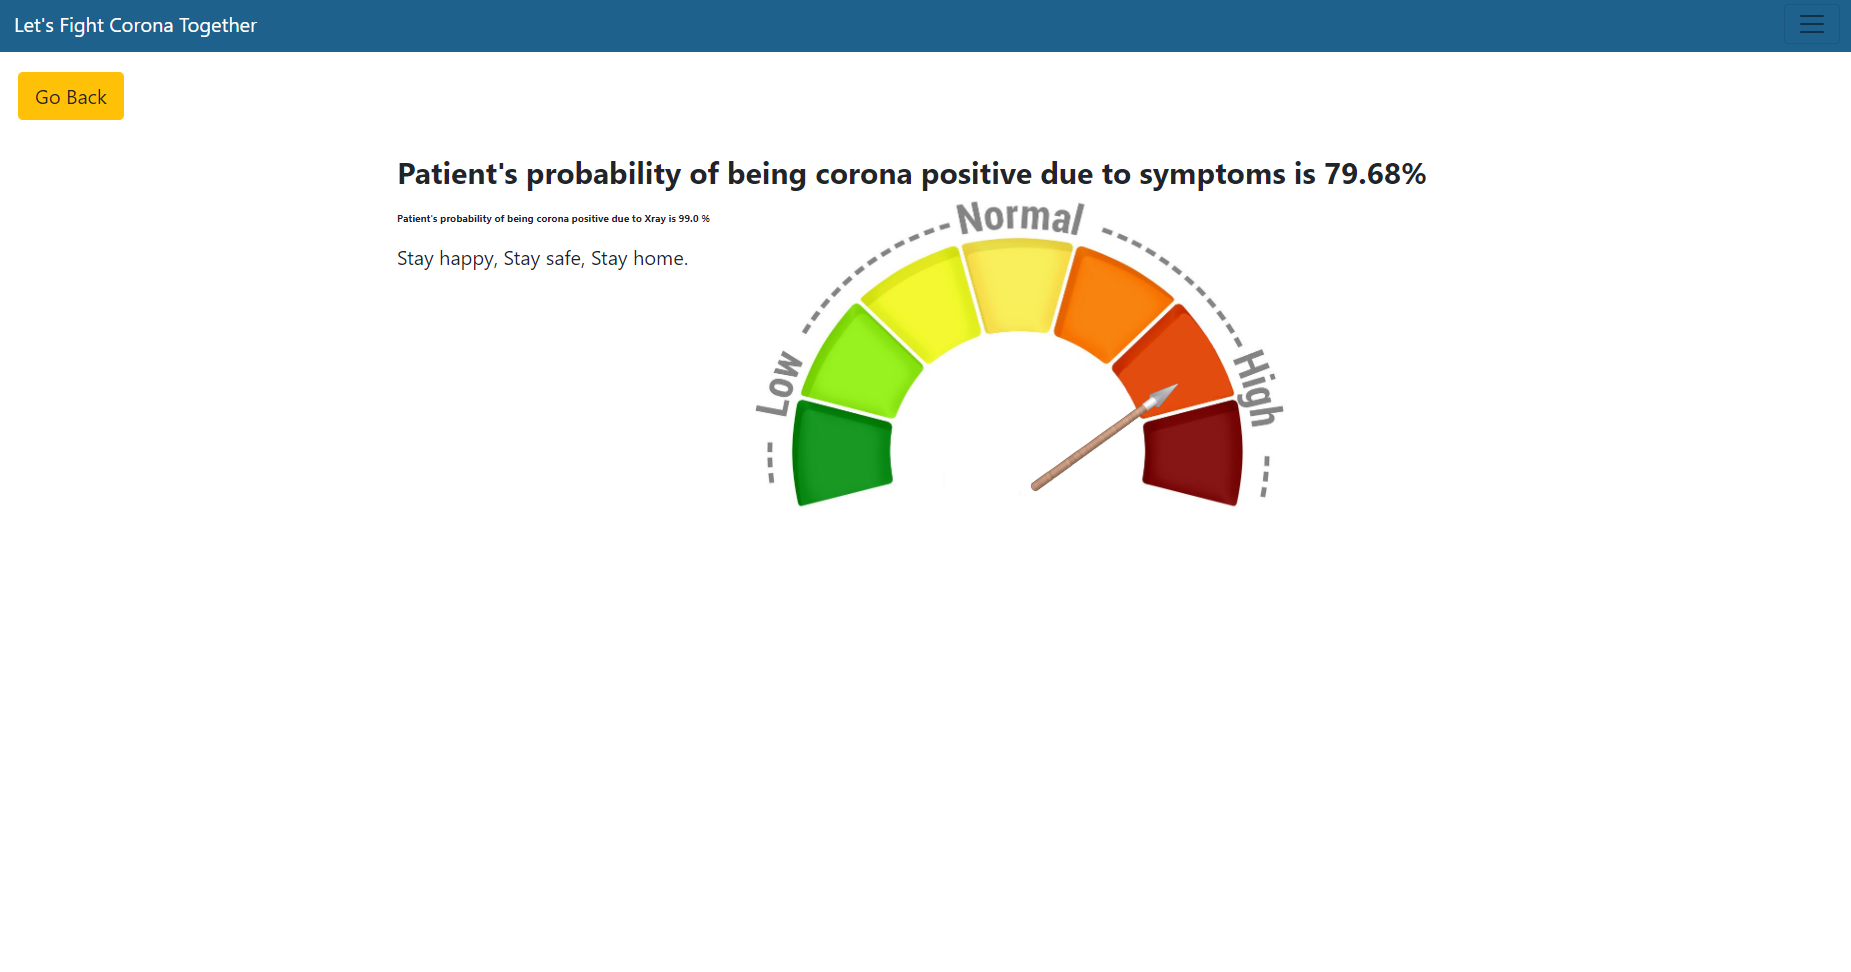 Let's Fight Corona Together
Go Back
Patient's probability of being corona positive due to symptoms is 79.68%
Patient's probability of being corona positive due to Xray is 99.0 %
Stay happy, Stay safe, Stay home.
Normal
Low
High